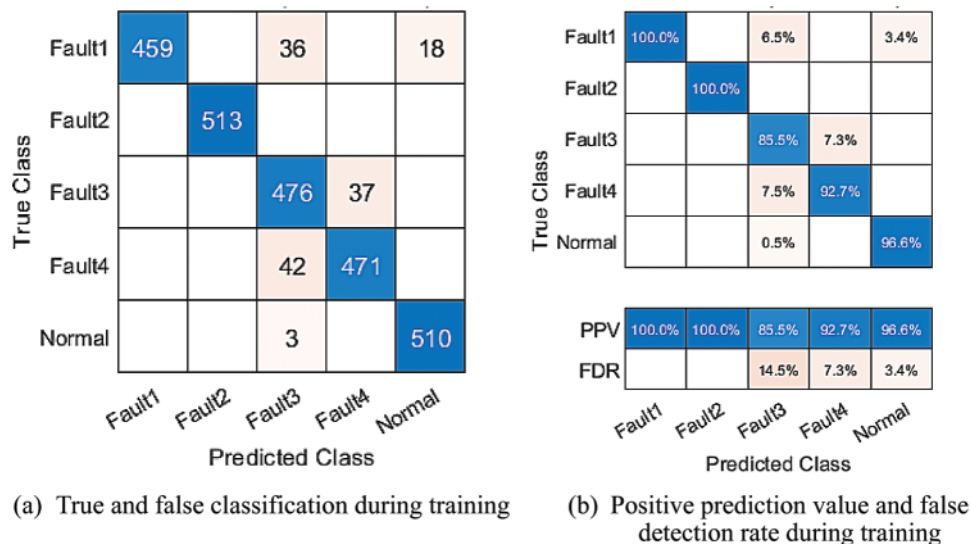 Fault1 459 36 18
Fault2 513
Fault3 476 37
Fault4 42 471
Normal 3 510
True Class
Fault1 Fault2 Fault3 Fault4 Normal
Predicted Class
(a) True and false classification during training
Fault1 100.0% 6.5% 3.4%
Fault2 100.0%
Fault3 85.5% 7.3%
Fault4 7.5% 92.7%
Normal 0.5% 96.6%
True Class
PPV 100.0% 100.0% 85.5% 92.7% 96.6%
FDR 14.5% 7.3% 3.4%
Fault1 Fault2 Fault3 Fault4 Normal
Predicted Class
(b) Positive prediction value and false
detection rate during training